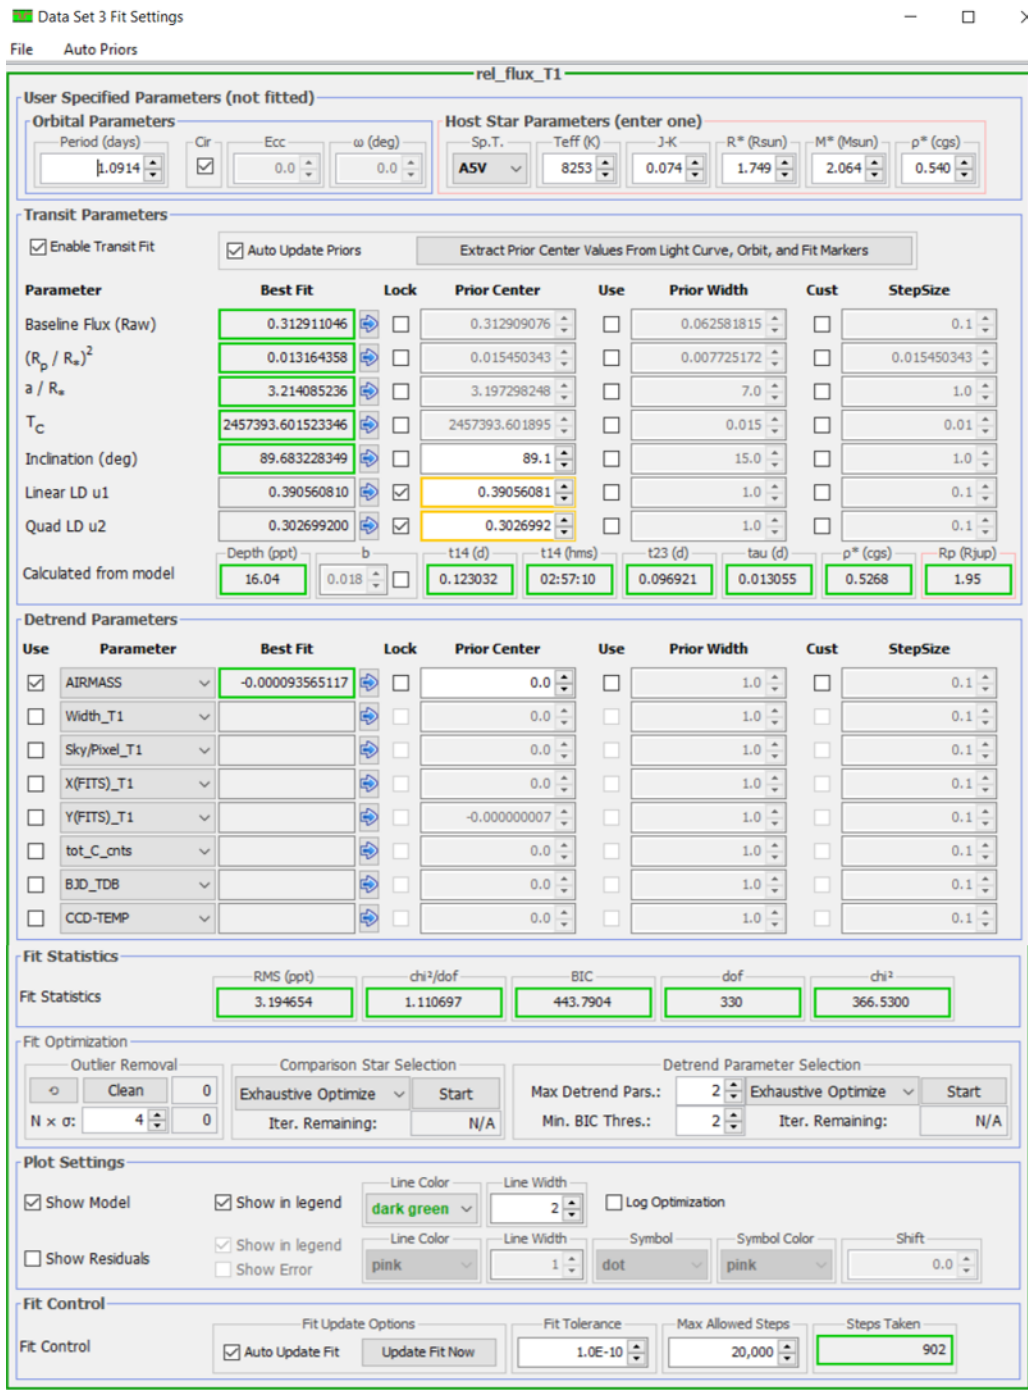 Data Set 3 Fit Settings
File Auto Priors
rel_flux_T1
User Specified Parameters (not fitted)
Orbital Parameters Host Star Parameters (enter one)
Period (days) Cir Ecc ω (deg) Sp.T. Teff (K) J-K R* (Rsun) M* (Msun) ρ* (cgs)
1.0914 0.0 0.0 A5V 8253 0.074 1.749 2.064 0.540
Transit Parameters
Enable Transit Fit Auto Update Priors Extract Prior Center Values From Light Curve, Orbit, and Fit Markers
Parameter Best Fit Lock Prior Center Use Prior Width Cust StepSize
Baseline Flux (Raw) 0.312911046 0.312909076 0.062581815 0.1
(Rp / R*)² 0.013164358 0.015450343 0.007725172 0.015450343
a / R* 3.214085236 3.197298248 7.0 1.0
TC 2457393.601523346 2457393.601895 0.015 0.01
Inclination (deg) 89.683228349 89.1 15.0 1.0
Linear LD u1 0.390560810 0.39056081 1.0 0.1
Quad LD u2 0.302699200 0.3026992 1.0 0.1
Depth (ppt) b t14 (d) t14 (hms) t23 (d) tau (d) ρ* (cgs) Rp (Rjup)
Calculated from model 16.04 0.018 0.123032 02:57:10 0.096921 0.013055 0.5268 1.95
Detrend Parameters
Use Parameter Best Fit Lock Prior Center Use Prior Width Cust StepSize
AIRMASS -0.000093565117 0.0 1.0 0.1
Width_T1 0.0 1.0 0.1
Sky/Pixel_T1 0.0 1.0 0.1
X(FITS)_T1 0.0 1.0 0.1
Y(FITS)_T1 -0.000000007 1.0 0.1
tot_C_cnts 0.0 1.0 0.1
BJD_TDB 0.0 1.0 0.1
CCD-TEMP 0.0 1.0 0.1
Fit Statistics
RMS (ppt) chi²/dof BIC dof chi²
Fit Statistics 3.194654 1.110697 443.7904 330 366.5300
Fit Optimization
Outlier Removal Comparison Star Selection Detrend Parameter Selection
Clean 0 Exhaustive Optimize Start Max Detrend Pars.: 2 Exhaustive Optimize Start
N × σ: 4 0 Iter. Remaining: N/A Min. BIC Thres.: 2 Iter. Remaining: N/A
Plot Settings
Line Color Line Width
Show Model Show in legend dark green 2 Log Optimization
Line Color Line Width Symbol Symbol Color Shift
Show Residuals Show in legend pink 1 dot pink 0.0
Show Error
Fit Control
Fit Update Options Fit Tolerance Max Allowed Steps Steps Taken
Fit Control Auto Update Fit Update Fit Now 1.0E-10 20,000 902